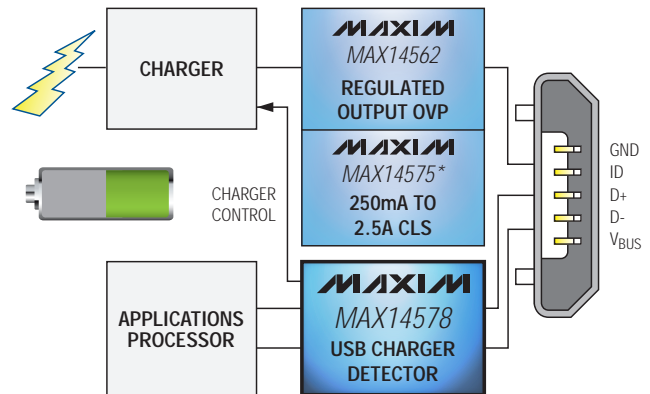 CHARGER
MAXIM
MAX14562
REGULATED
OUTPUT OVP
MAXIM
MAX14575*
250mA TO
2.5A CLS
CHARGER
CONTROL
APPLICATIONS
PROCESSOR
MAXIM
MAX14578
USB CHARGER
DETECTOR
GND
ID
D+
D-
VBUS